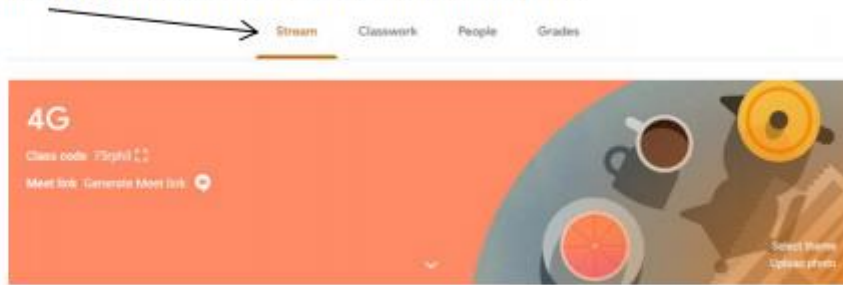 Stream Classwork People Grades
4G
Class code
Meet link Generate Meet link
Select theme
Upload photo